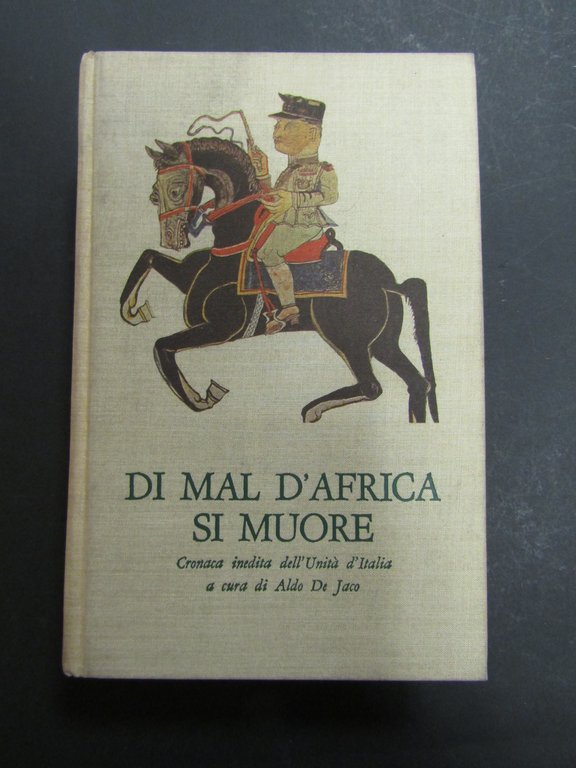 DI MAL D'AFRICA
SI MUORE
Cronaca inedita dell'Unità d'Italia
a cura di Aldo De Jaco